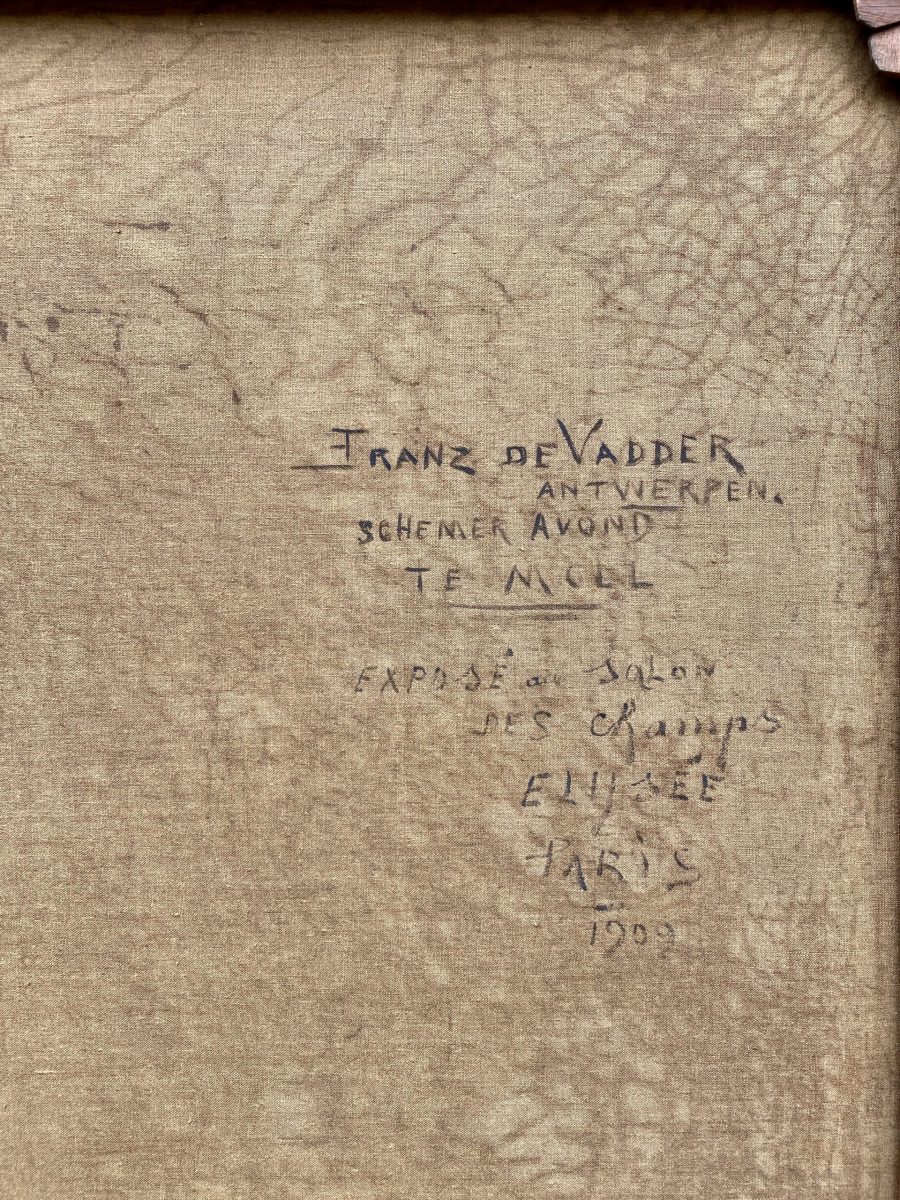 FRANZ DE VADDER
ANTWERPEN.
SCHEMER AVOND
TE MOLL
EXPOSÉ au SALON
DES Champs
ELYSÉE
PARIS
1909